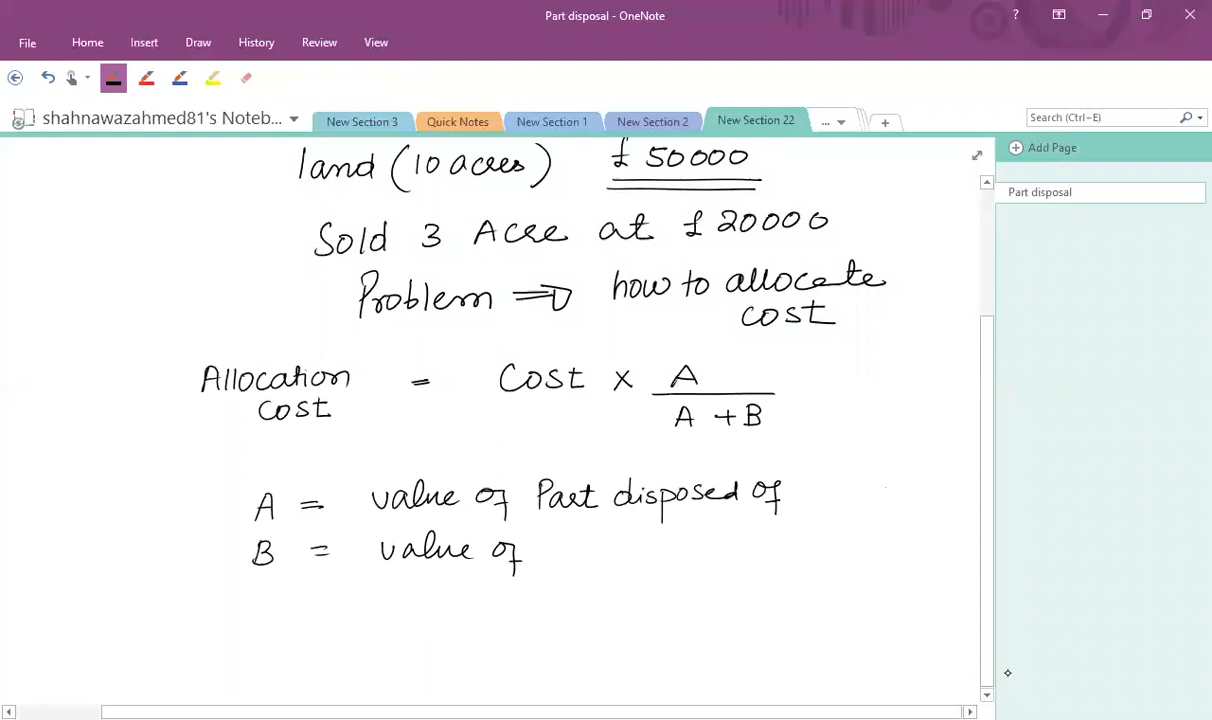 Part disposal - OneNote
?
File Home Insert Draw History Review View
shahnawazahmed81's Noteb... New Section 3 Quick Notes New Section 1 New Section 2 New Section 22 ... + Search (Ctrl+E)
Add Page
Part disposal
land (10 acres) £ 50000
Sold 3 Acre at £ 20000
Problem ⇒ how to allocate
cost
Allocation = Cost × A
cost A + B
A = value of Part disposed of
B = value of